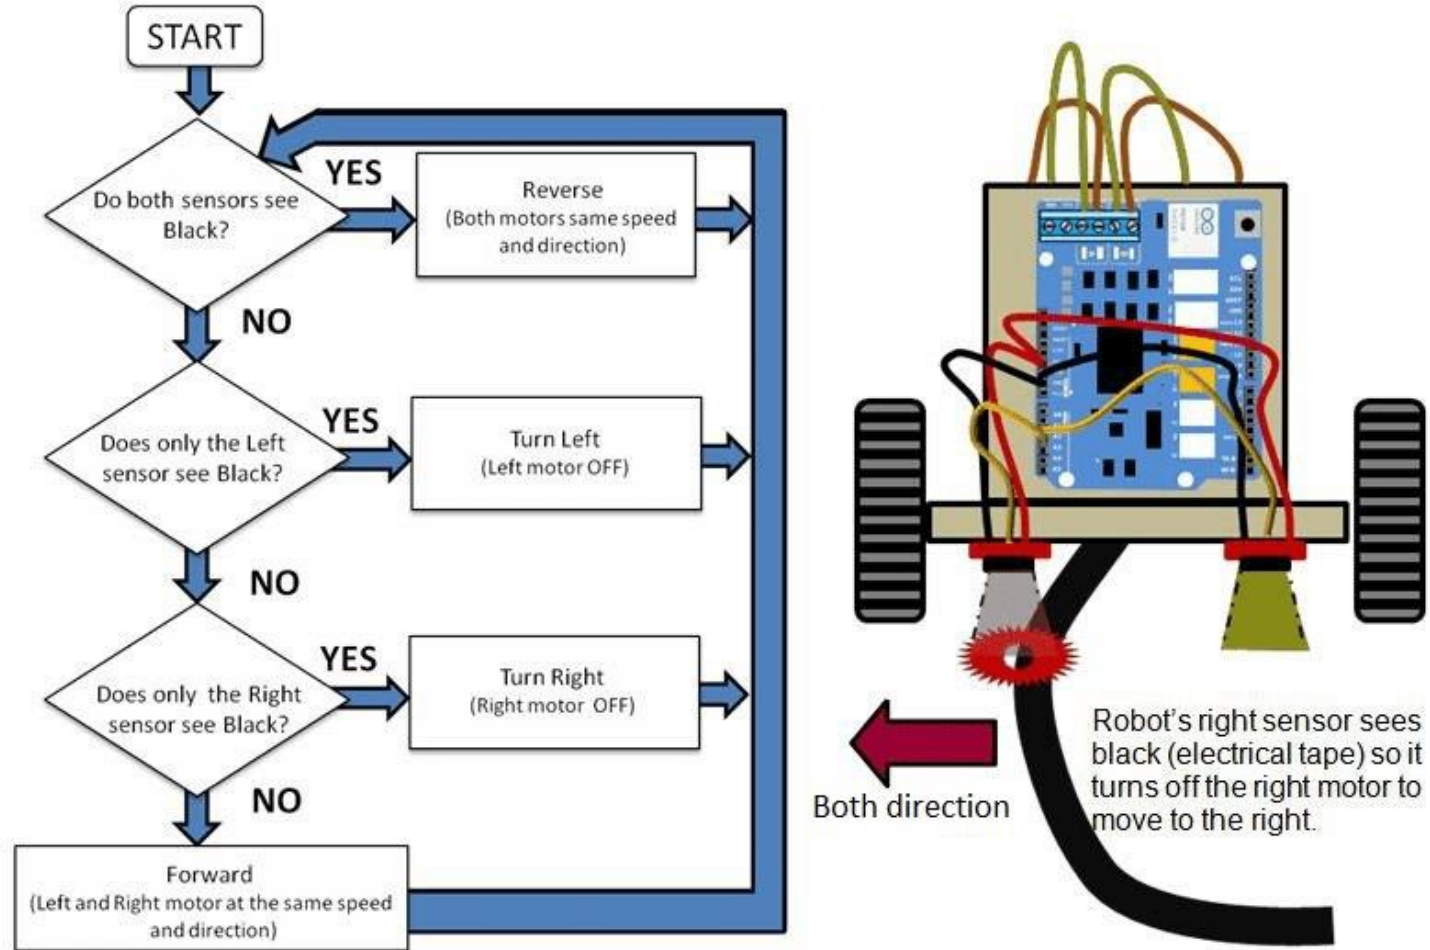 START
Do both sensors see
Black?
YES
Reverse
(Both motors same speed
and direction)
NO
Does only the Left
sensor see Black?
YES
Turn Left
(Left motor OFF)
NO
Does only the Right
sensor see Black?
YES
Turn Right
(Right motor OFF)
NO
Forward
(Left and Right motor at the same speed
and direction)
Both direction
Robot's right sensor sees
black (electrical tape) so it
turns off the right motor to
move to the right.